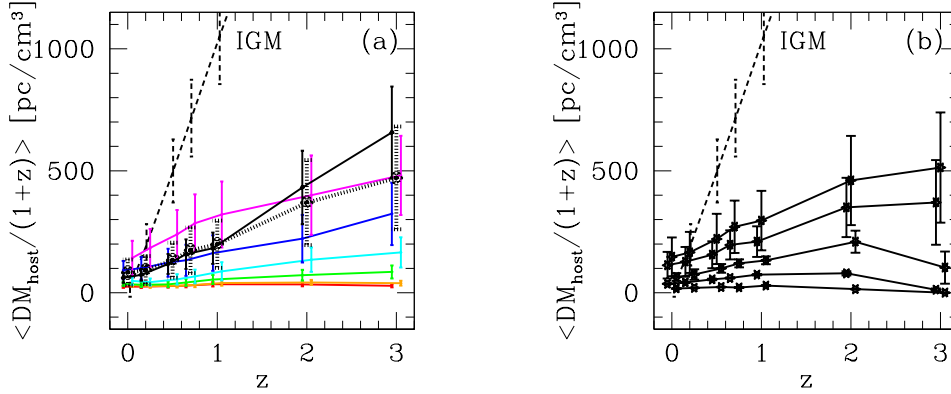 <DM_host/(1+z)> [pc/cm³]
1000
500
0
IGM
(a)
0
1
2
3
z
<DM_host/(1+z)> [pc/cm³]
1000
500
0
IGM
(b)
0
1
2
3
z